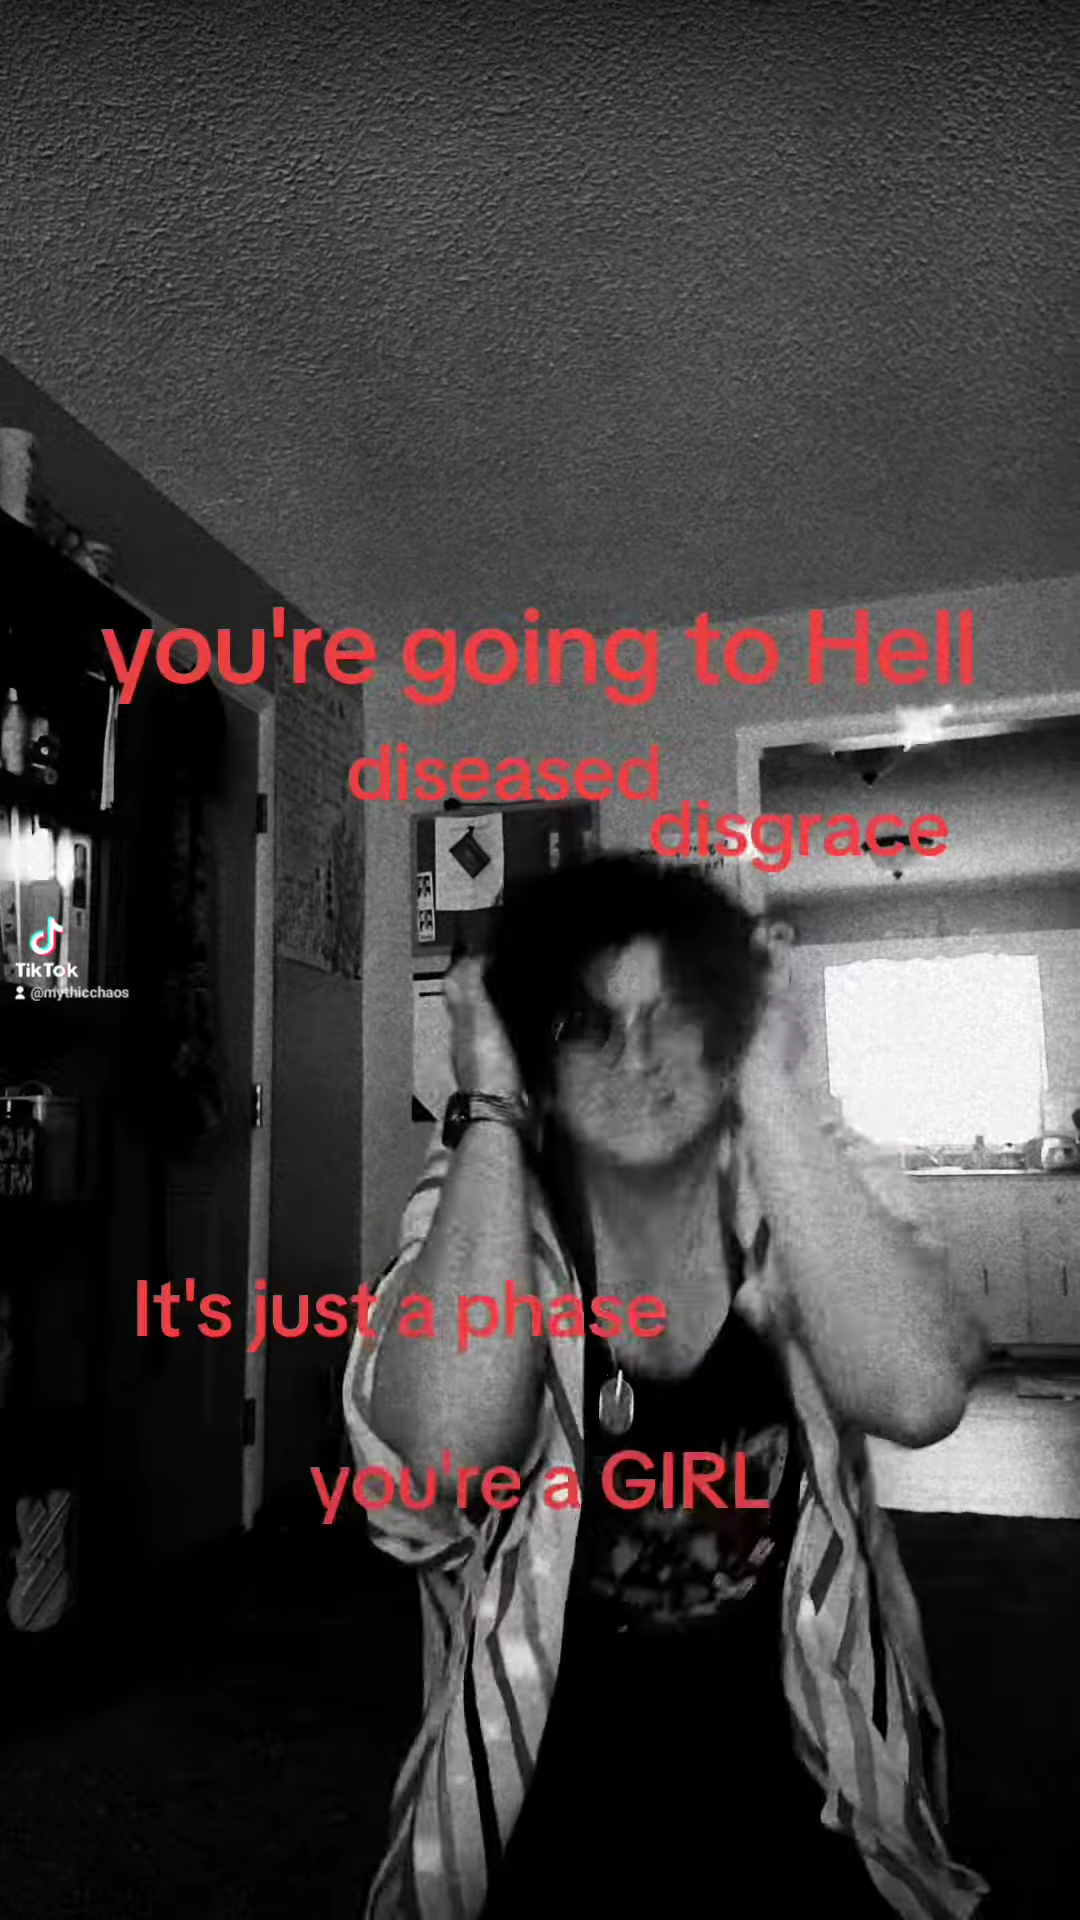 you're going to Hell
diseased
disgrace
TikTok
@mythicchaos
It's just a phase
you're a GIRL